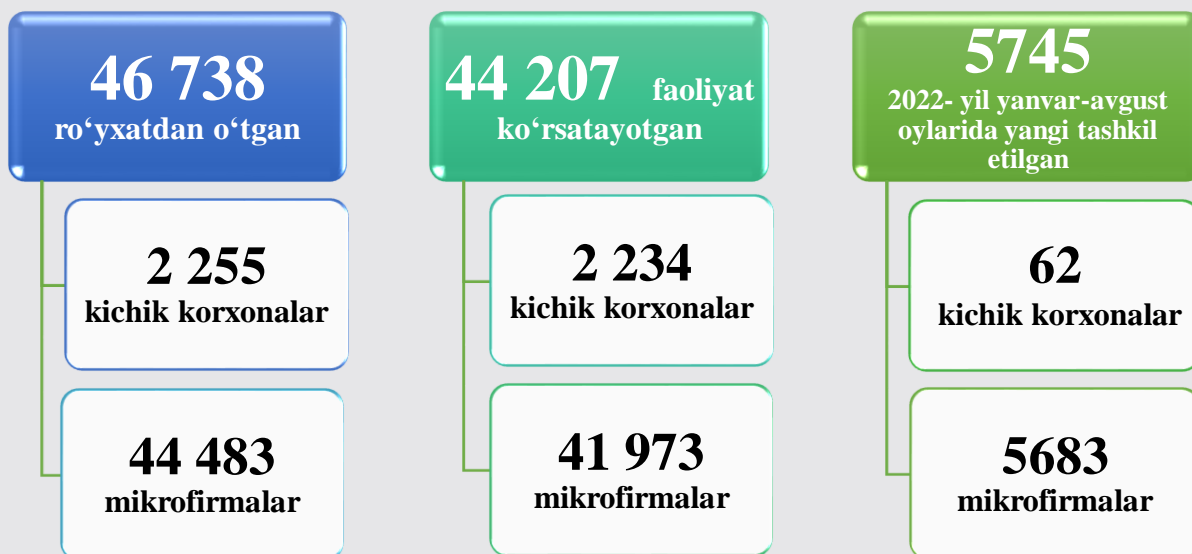 46 738
ro‘yxatdan o‘tgan
2 255
kichik korxonalar
44 483
mikrofirmalar
44 207 faoliyat
ko‘rsatayotgan
2 234
kichik korxonalar
41 973
mikrofirmalar
5745
2022- yil yanvar-avgust
oylarida yangi tashkil
etilgan
62
kichik korxonalar
5683
mikrofirmalar